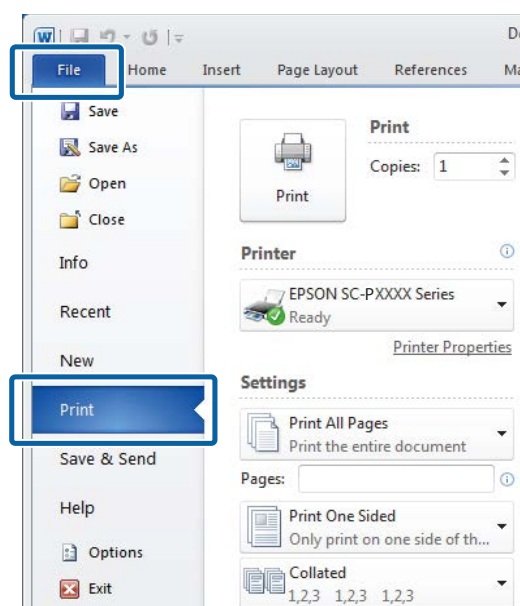 W
D
File Home Insert Page Layout References Ma
Save
Save As
Open
Close
Info
Recent
New
Print
Save & Send
Help
Options
Exit
Print
Print
Copies: 1
Printer
EPSON SC-PXXXX Series
Ready
Printer Properties
Settings
Print All Pages
Print the entire document
Pages:
Print One Sided
Only print on one side of th...
Collated
1,2,3 1,2,3 1,2,3